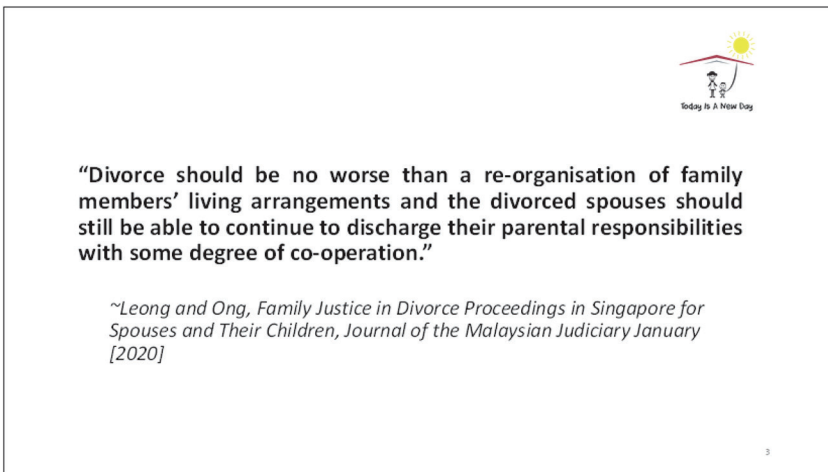 Today Is A New Day
“Divorce should be no worse than a re-organisation of family
members’ living arrangements and the divorced spouses should
still be able to continue to discharge their parental responsibilities
with some degree of co-operation.”
~Leong and Ong, Family Justice in Divorce Proceedings in Singapore for
Spouses and Their Children, Journal of the Malaysian Judiciary January
[2020]
3